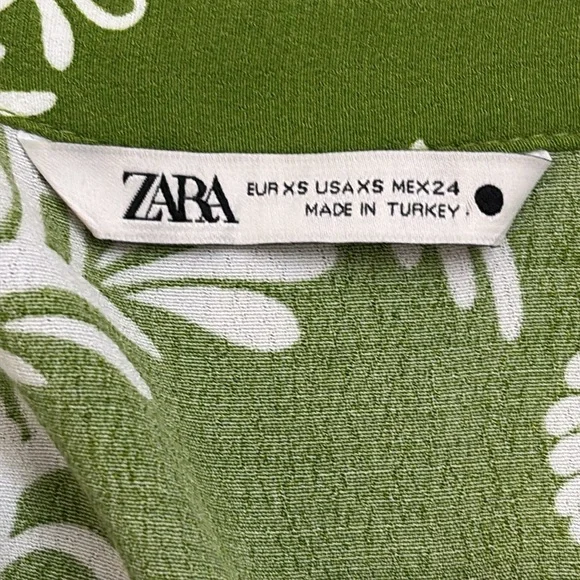 ZARA
EUR XS USA XS MEX 24
MADE IN TURKEY .